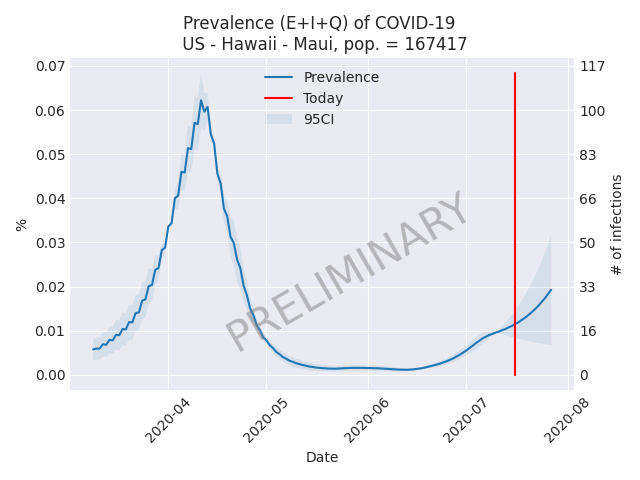 Prevalence (E+I+Q) of COVID-19
US - Hawaii - Maui, pop. = 167417
Prevalence
Today
95CI
PRELIMINARY
%
0.07
0.06
0.05
0.04
0.03
0.02
0.01
0.00
117
100
83
66
50
33
16
0
# of infections
2020-04
2020-05
2020-06
2020-07
2020-08
Date